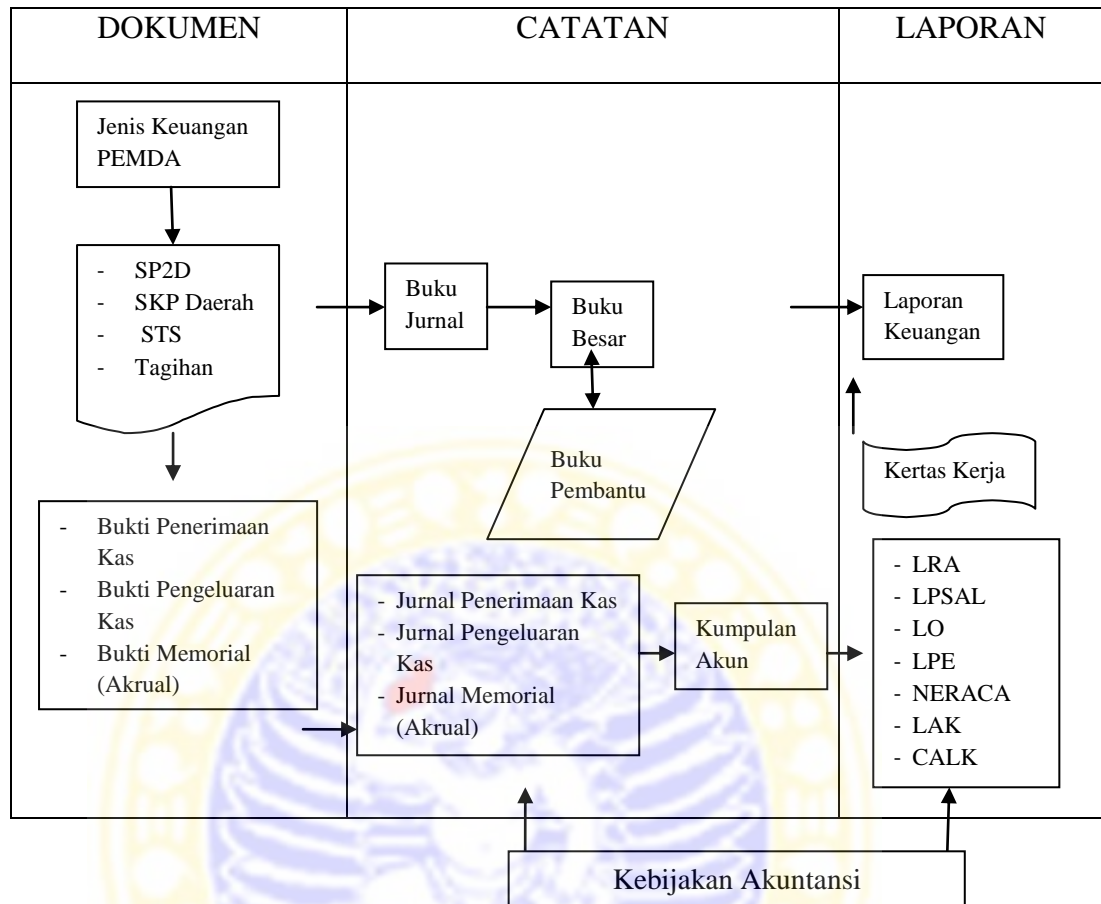 DOKUMEN
CATATAN
LAPORAN
Jenis Keuangan
PEMDA
- SP2D
- SKP Daerah
- STS
- Tagihan
Buku
Jurnal
Buku
Besar
Laporan
Keuangan
Buku
Pembantu
Kertas Kerja
- Bukti Penerimaan
Kas
- Bukti Pengeluaran
Kas
- Bukti Memorial
(Akrual)
- Jurnal Penerimaan Kas
- Jurnal Pengeluaran
Kas
- Jurnal Memorial
(Akrual)
Kumpulan
Akun
- LRA
- LPSAL
- LO
- LPE
- NERACA
- LAK
- CALK
Kebijakan Akuntansi